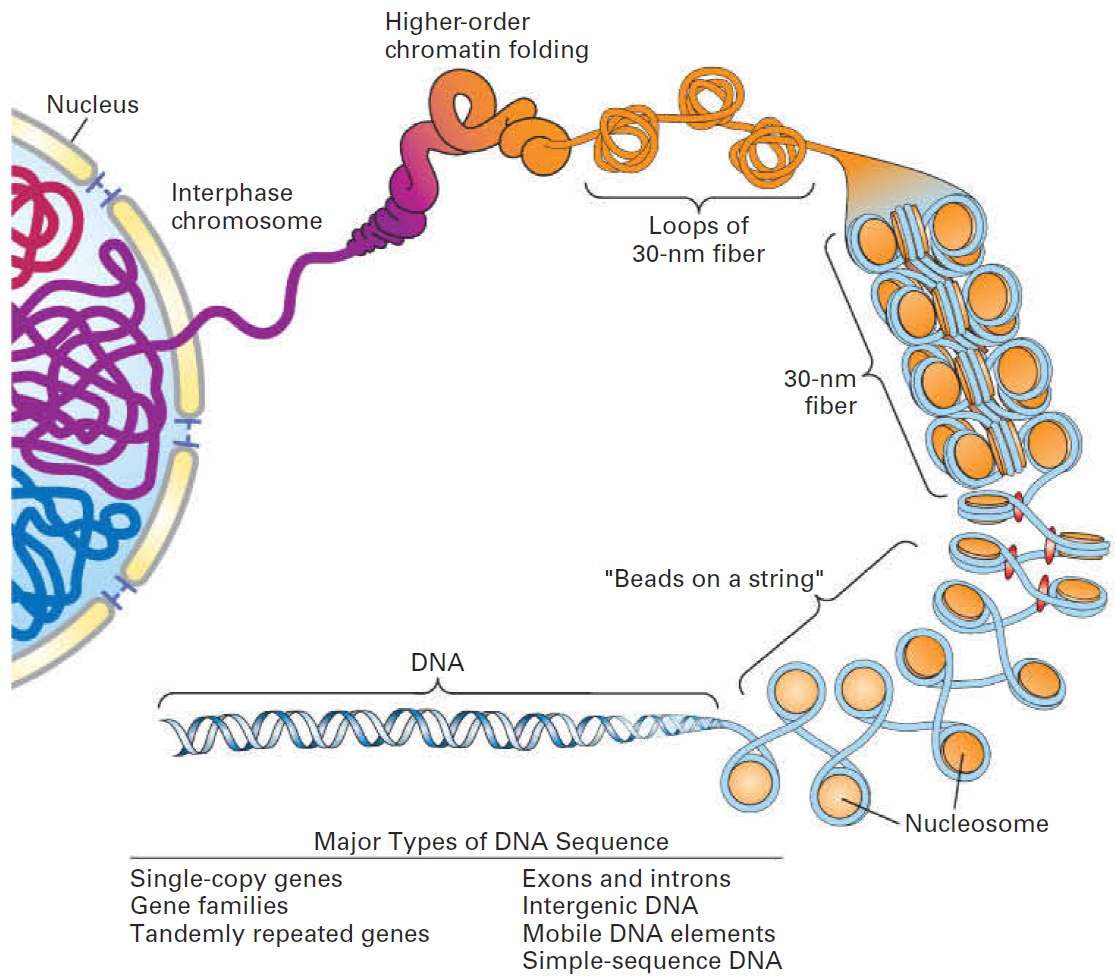 Higher-order
chromatin folding
Nucleus
Interphase
chromosome
Loops of
30-nm fiber
30-nm
fiber
"Beads on a string"
DNA
Nucleosome
Major Types of DNA Sequence
Single-copy genes
Gene families
Tandemly repeated genes
Exons and introns
Intergenic DNA
Mobile DNA elements
Simple-sequence DNA